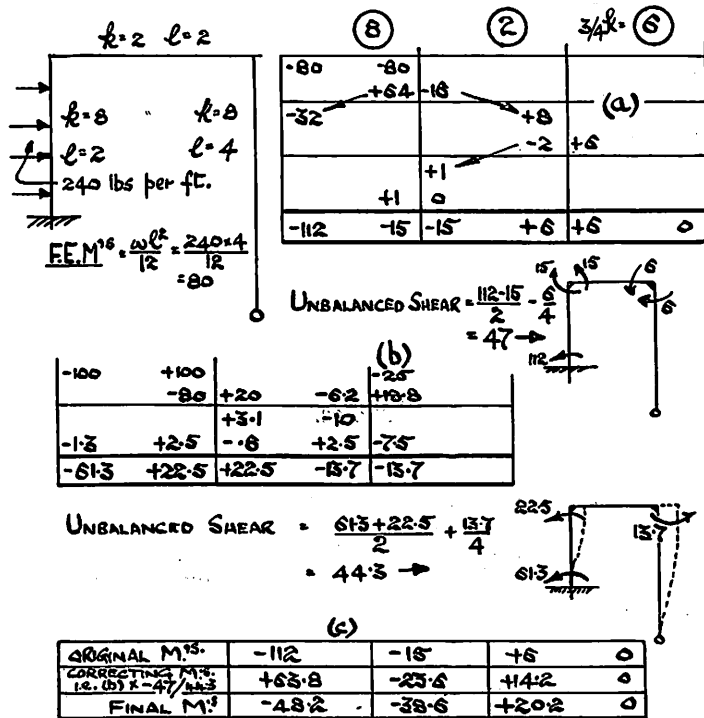 k=2 l=2
8 2 3/4k= 6
-80 -80
+64 -16
-32 +8 (a)
-2 +6
+1
+1 0
-112 -15 -15 +6 +6 0
k=8 k=8
l=2 l=4
240 lbs per ft.
F.E.M'S = ωl²/12 = 240×4/12
=80
UNBALANCED SHEAR = 112-15/2 - 6/4
= 47 →
15 15 6
6
112
(b)
-100 +100 -25
-80 +20 -6.2 +18.8
+3.1 -10
-1.3 +2.5 -.6 +2.5 -7.5
-61.3 +22.5 +22.5 -13.7 -13.7
UNBALANCED SHEAR = 61.3+22.5/2 + 13.7/4
= 44.3 →
22.5
13.7
61.3
(c)
ORIGINAL M.'S. -112 -15 +6 0
CORRECTING M.'S. i.e. (b) × -47/44.3 +63.8 -23.6 +14.2 0
FINAL M.'S -48.2 -38.6 +20.2 0